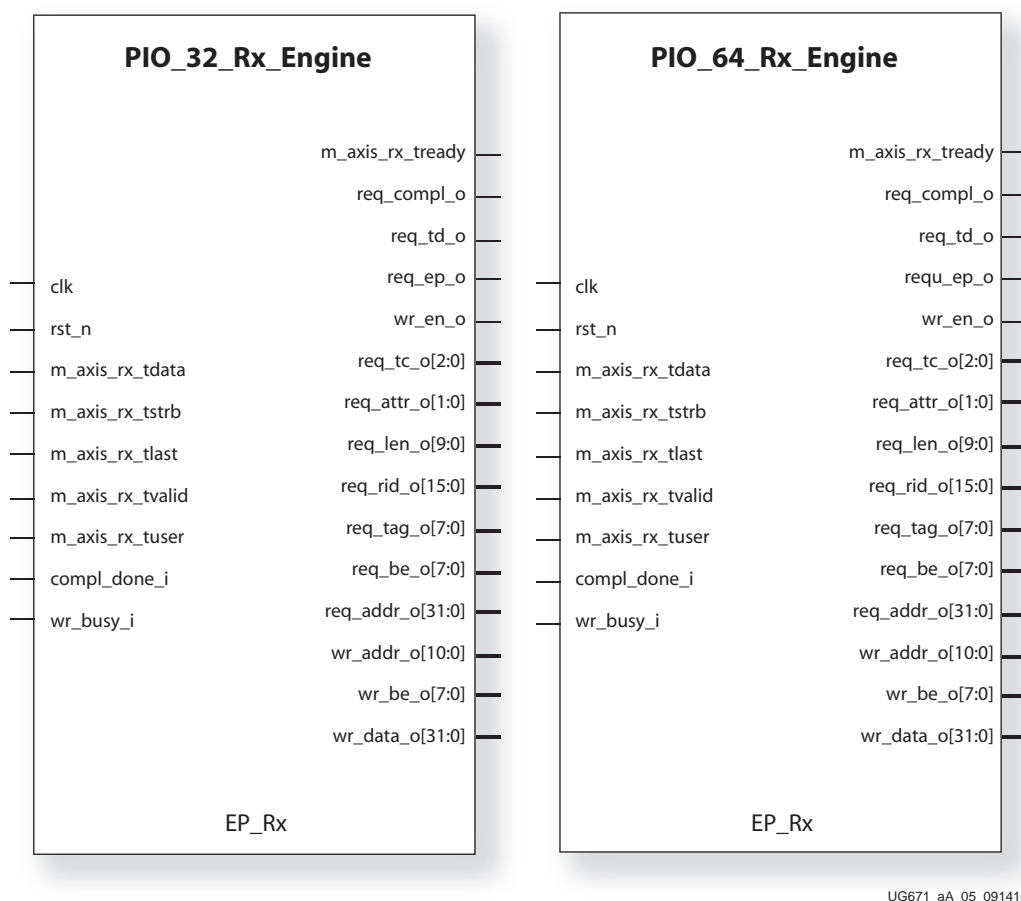 PIO_32_Rx_Engine
m_axis_rx_tready
req_compl_o
req_td_o
req_ep_o
wr_en_o
req_tc_o[2:0]
req_attr_o[1:0]
req_len_o[9:0]
req_rid_o[15:0]
req_tag_o[7:0]
req_be_o[7:0]
req_addr_o[31:0]
wr_addr_o[10:0]
wr_be_o[7:0]
wr_data_o[31:0]
clk
rst_n
m_axis_rx_tdata
m_axis_rx_tstrb
m_axis_rx_tlast
m_axis_rx_tvalid
m_axis_rx_tuser
compl_done_i
wr_busy_i
EP_Rx
PIO_64_Rx_Engine
m_axis_rx_tready
req_compl_o
req_td_o
requ_ep_o
wr_en_o
req_tc_o[2:0]
req_attr_o[1:0]
req_len_o[9:0]
req_rid_o[15:0]
req_tag_o[7:0]
req_be_o[7:0]
req_addr_o[31:0]
wr_addr_o[10:0]
wr_be_o[7:0]
wr_data_o[31:0]
clk
rst_n
m_axis_rx_tdata
m_axis_rx_tstrb
m_axis_rx_tlast
m_axis_rx_tvalid
m_axis_rx_tuser
compl_done_i
wr_busy_i
EP_Rx
UG671_aA_05_091410